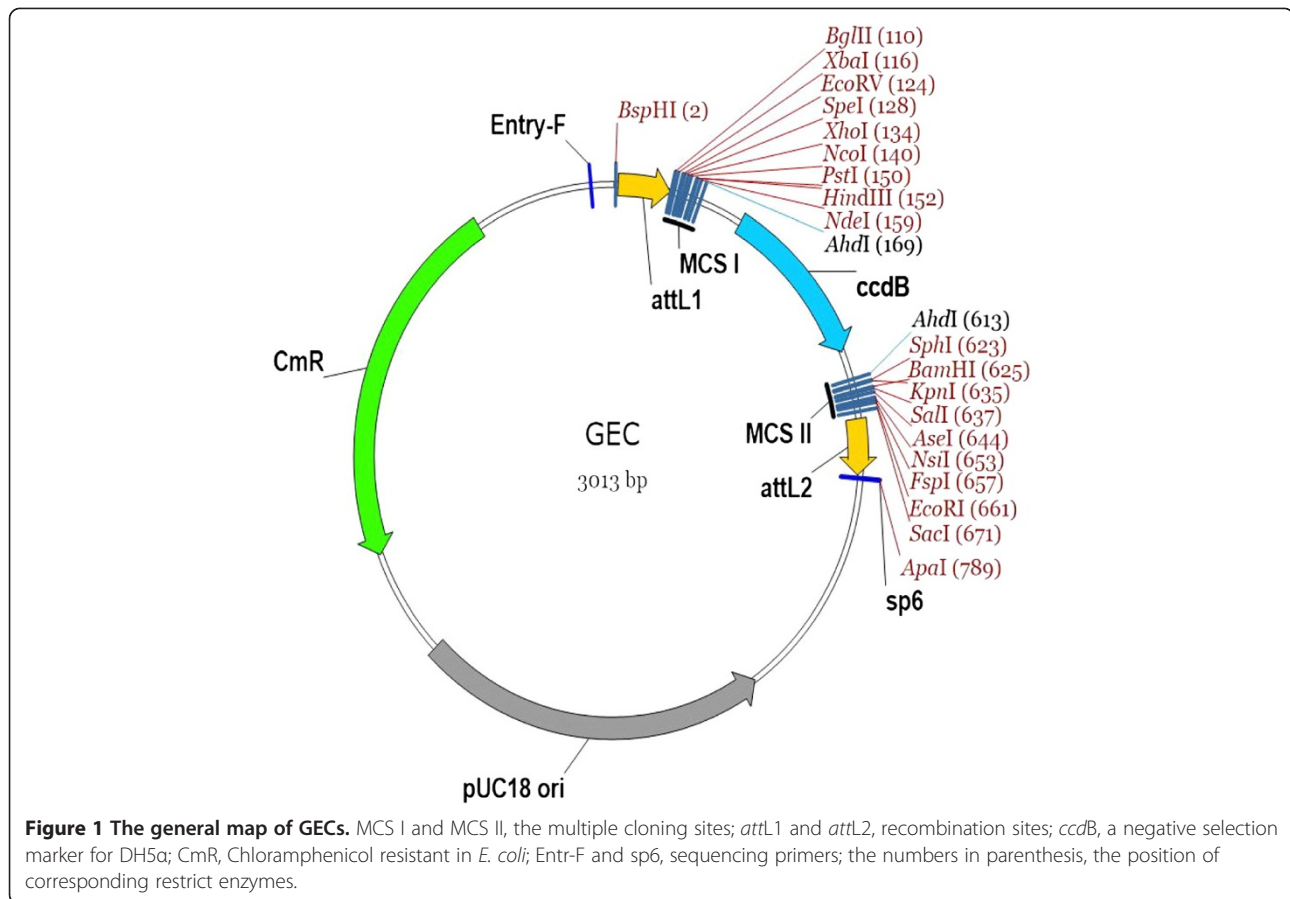 BglII (110)
XbaI (116)
EcoRV (124)
SpeI (128)
XhoI (134)
NcoI (140)
PstI (150)
HindIII (152)
NdeI (159)
AhdI (169)
BspHI (2)
Entry-F
MCS I
attL1
ccdB
AhdI (613)
SphI (623)
BamHI (625)
KpnI (635)
SalI (637)
AseI (644)
NsiI (653)
FspI (657)
EcoRI (661)
SacI (671)
ApaI (789)
CmR
GEC
3013 bp
MCS II
attL2
sp6
pUC18 ori
Figure 1 The general map of GECs. MCS I and MCS II, the multiple cloning sites; attL1 and attL2, recombination sites; ccdB, a negative selection
marker for DH5α; CmR, Chloramphenicol resistant in E. coli; Entr-F and sp6, sequencing primers; the numbers in parenthesis, the position of
corresponding restrict enzymes.